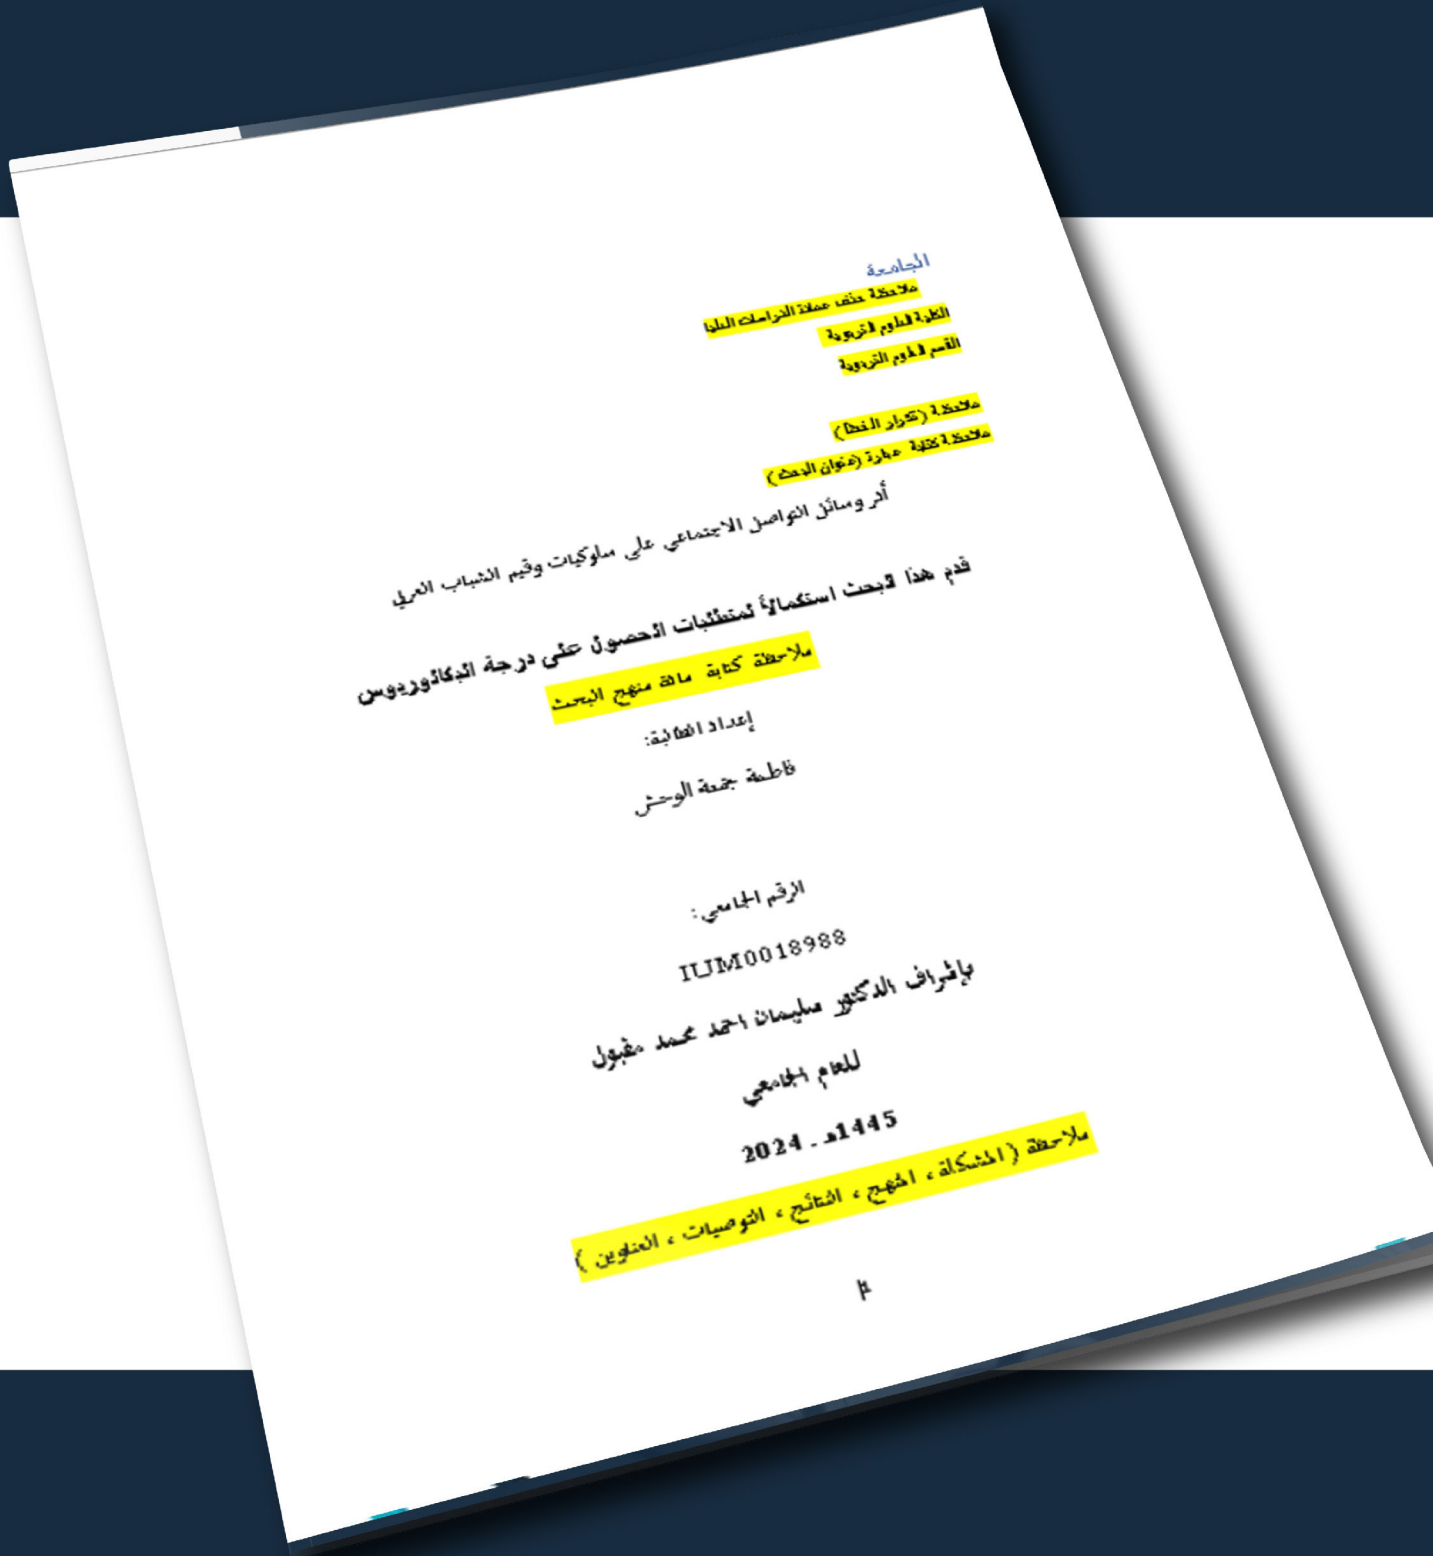 الجامعة
ملاحظة حذف عمادة الدراسات العليا
الكلية العلوم التربوية
القسم العلوم التربوية
ملاحظة (تكرار الخطأ)
ملاحظة كتابة عبارة (عنوان البحث)
أثر وسائل التواصل الاجتماعي على سلوكيات وقيم الشباب العربي
قدم هذا البحث استكمالاً لمتطلبات الحصول على درجة البكالوريوس
ملاحظة كتابة مادة منهج البحث
إعداد الطالبة:
فاطمة جمعة الوحش
الرقم الجامعي:
IUM0018988
بإشراف الدكتور سليمان احمد محمد مقبول
للعام الجامعي
1445هـ ـ 2024
ملاحظة (المشكلة، المنهج، النتائج، التوصيات، العناوين)